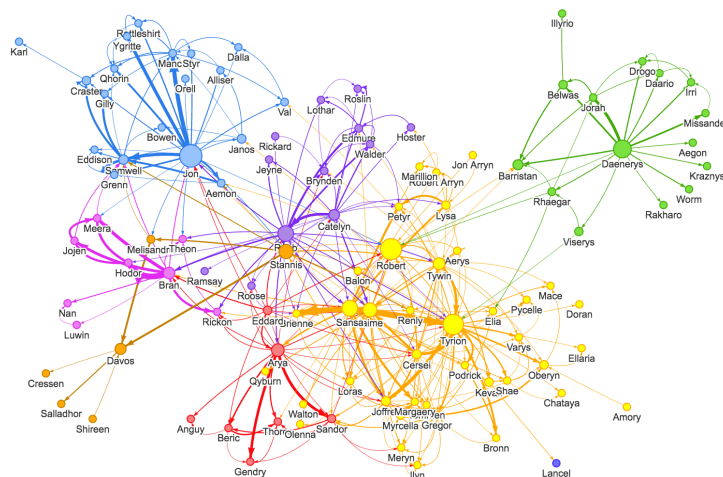 Illyrio
Rattleshirt
Karl
Ygritte
Styr
Dalla
Drogo
Qhorin
Daario
Alliser
Craster
Orell
Belwas
Irri
Roslin
Jorah
Gilly
Lothar
Val
Missandei
Bowen
Edmure
Hoster
Rickard
Janos
Walder
Daenerys
Aegon
Eddison
Jon
Jon Arryn
Samwell
Jeyne
Barristan
Kraznys
Grenn
Brynden
Marillion
Robert Arryn
Aemon
Worm
Rhaegar
Rakharo
Petyr
Lysa
Meera
Catelyn
Melisandre
Theon
Viserys
Jojen
Stannis
Robert
Aerys
Hodor
Tywin
Bran
Ramsay
Balon
Roose
Mace
Nan
Rickon
Eddard
Brienne
Sansa
Jaime
Renly
Elia
Pycelle
Doran
Luwin
Tyrion
Varys
Arya
Ellaria
Davos
Cersei
Qyburn
Podrick
Oberyn
Cressen
Loras
Kevan
Shae
Chataya
Salladhor
Walton
Joffrey
Margaery
Amory
Anguy
Myrcella
Gregor
Shireen
Beric
Olenna
Sandor
Bronn
Meryn
Gendry
Ilyn
Lancel